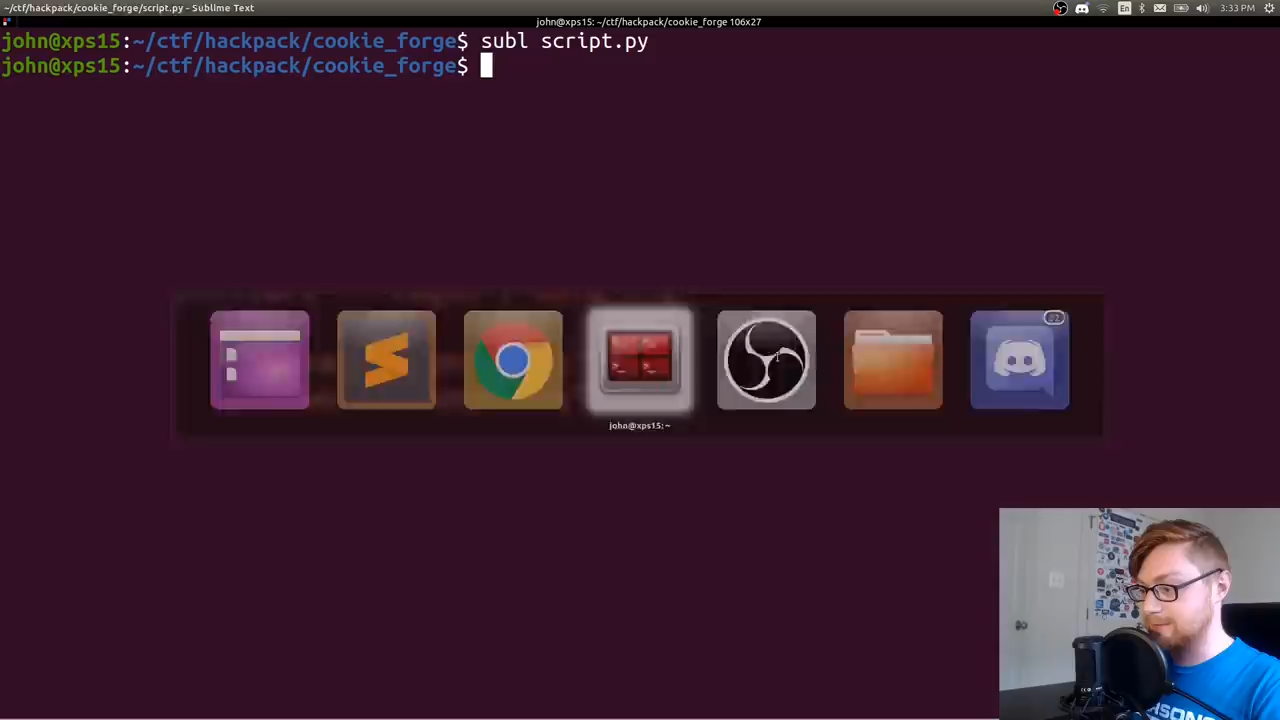 ~/ctf/hackpack/cookie_forge/script.py - Sublime Text
En
3:33 PM
john@xps15: ~/ctf/hackpack/cookie_forge 106x27
john@xps15:~/ctf/hackpack/cookie_forge$ subl script.py
john@xps15:~/ctf/hackpack/cookie_forge$
john@xps15:~